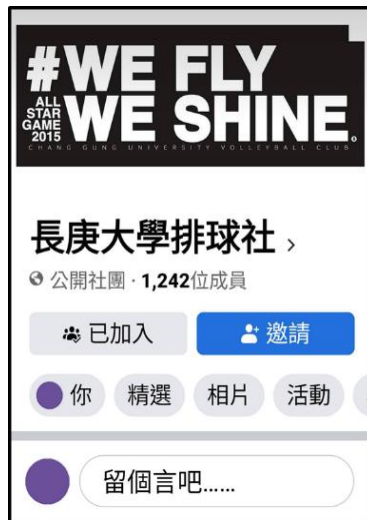 #WE FLY
ALL
STAR
GAME
2015
WE SHINE.
CHANG GUNG UNIVERSITY VOLLEYBALL CLUB
長庚大學排球社 >
公開社團 · 1,242位成員
已加入
邀請
你 精選 相片 活動
留個言吧......